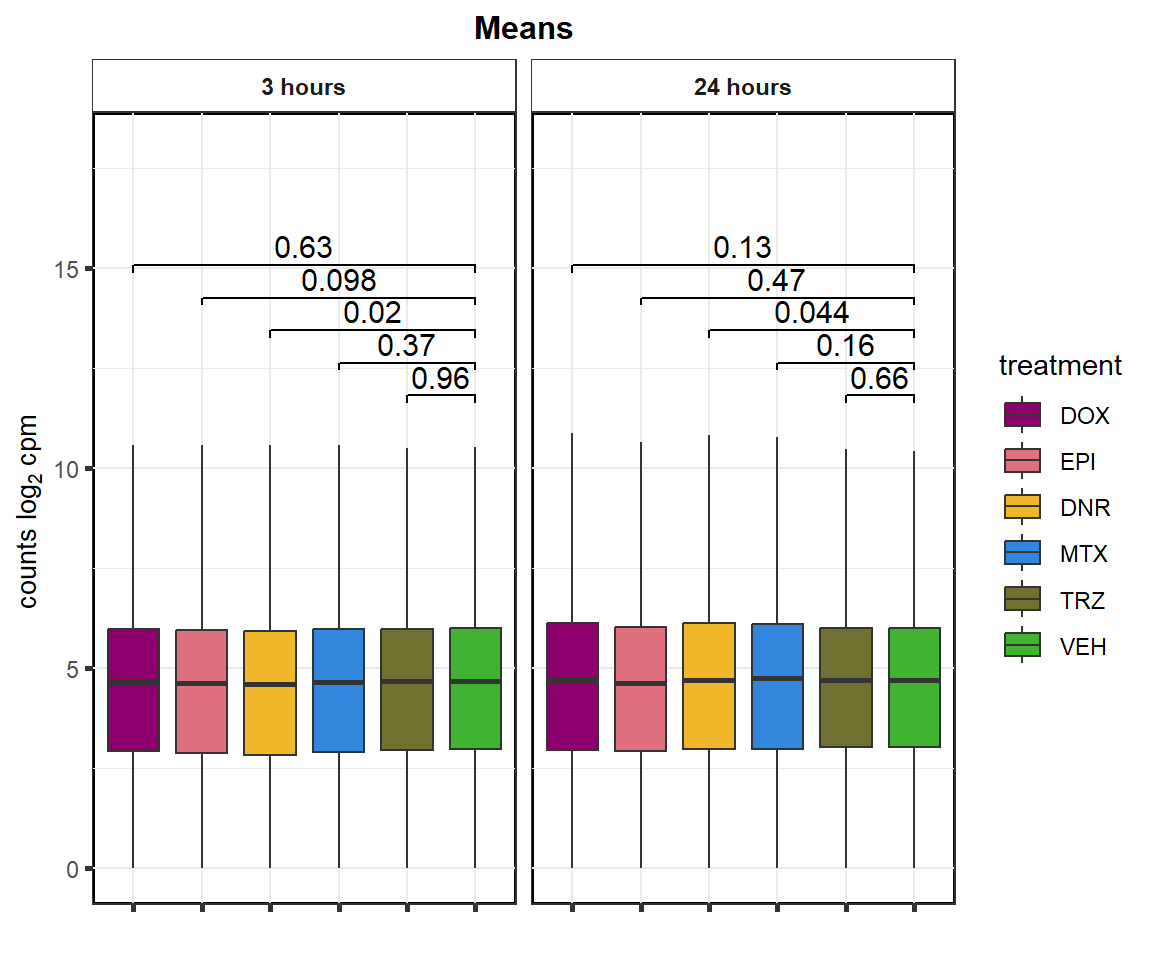 Means
3 hours
24 hours
counts log₂ cpm
15
10
5
0
0.63
0.098
0.02
0.37
0.96
0.13
0.47
0.044
0.16
0.66
treatment
DOX
EPI
DNR
MTX
TRZ
VEH